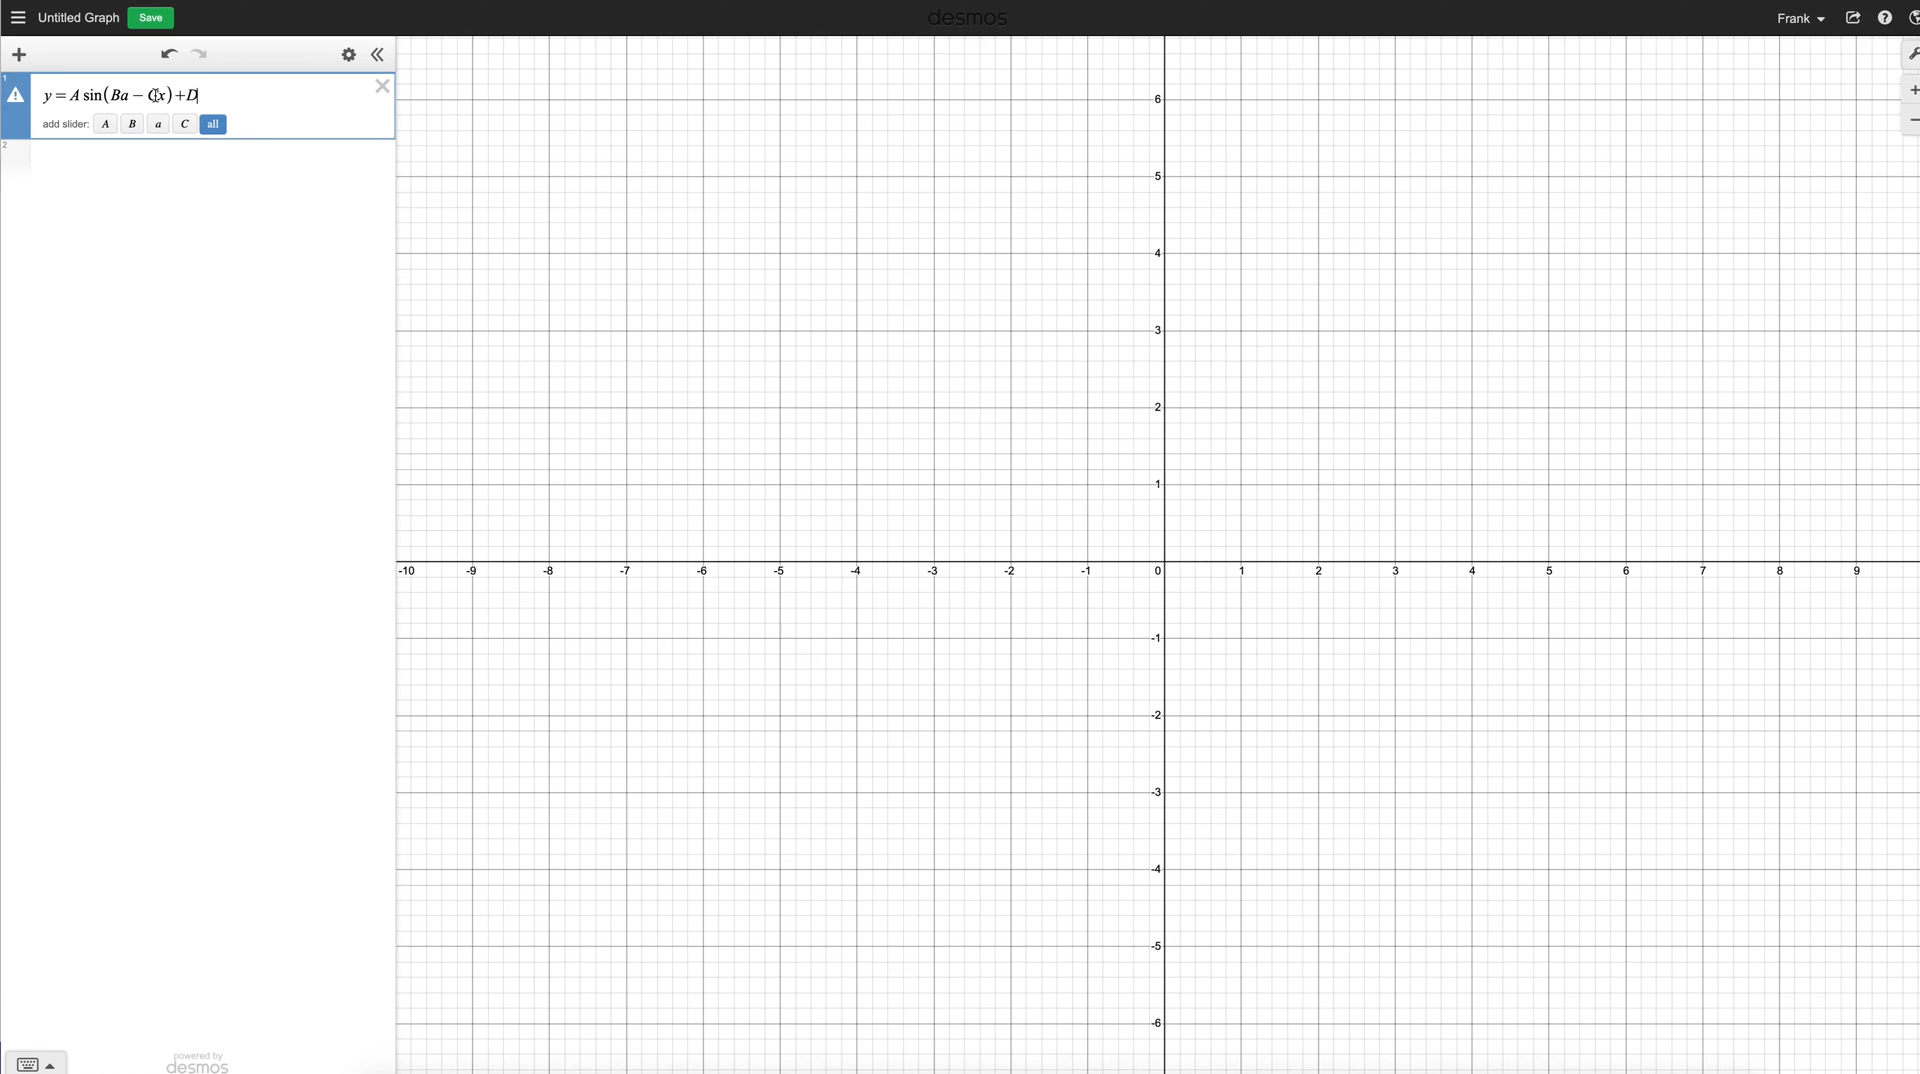 Untitled Graph Save desmos Frank
1
y = A sin(Ba − Cx) + D
add slider: A B a C all
2
6
5
4
3
2
1
-10 -9 -8 -7 -6 -5 -4 -3 -2 -1 0 1 2 3 4 5 6 7 8 9
-1
-2
-3
-4
-5
-6
powered by
desmos